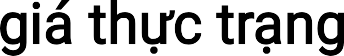 giá thực trạng